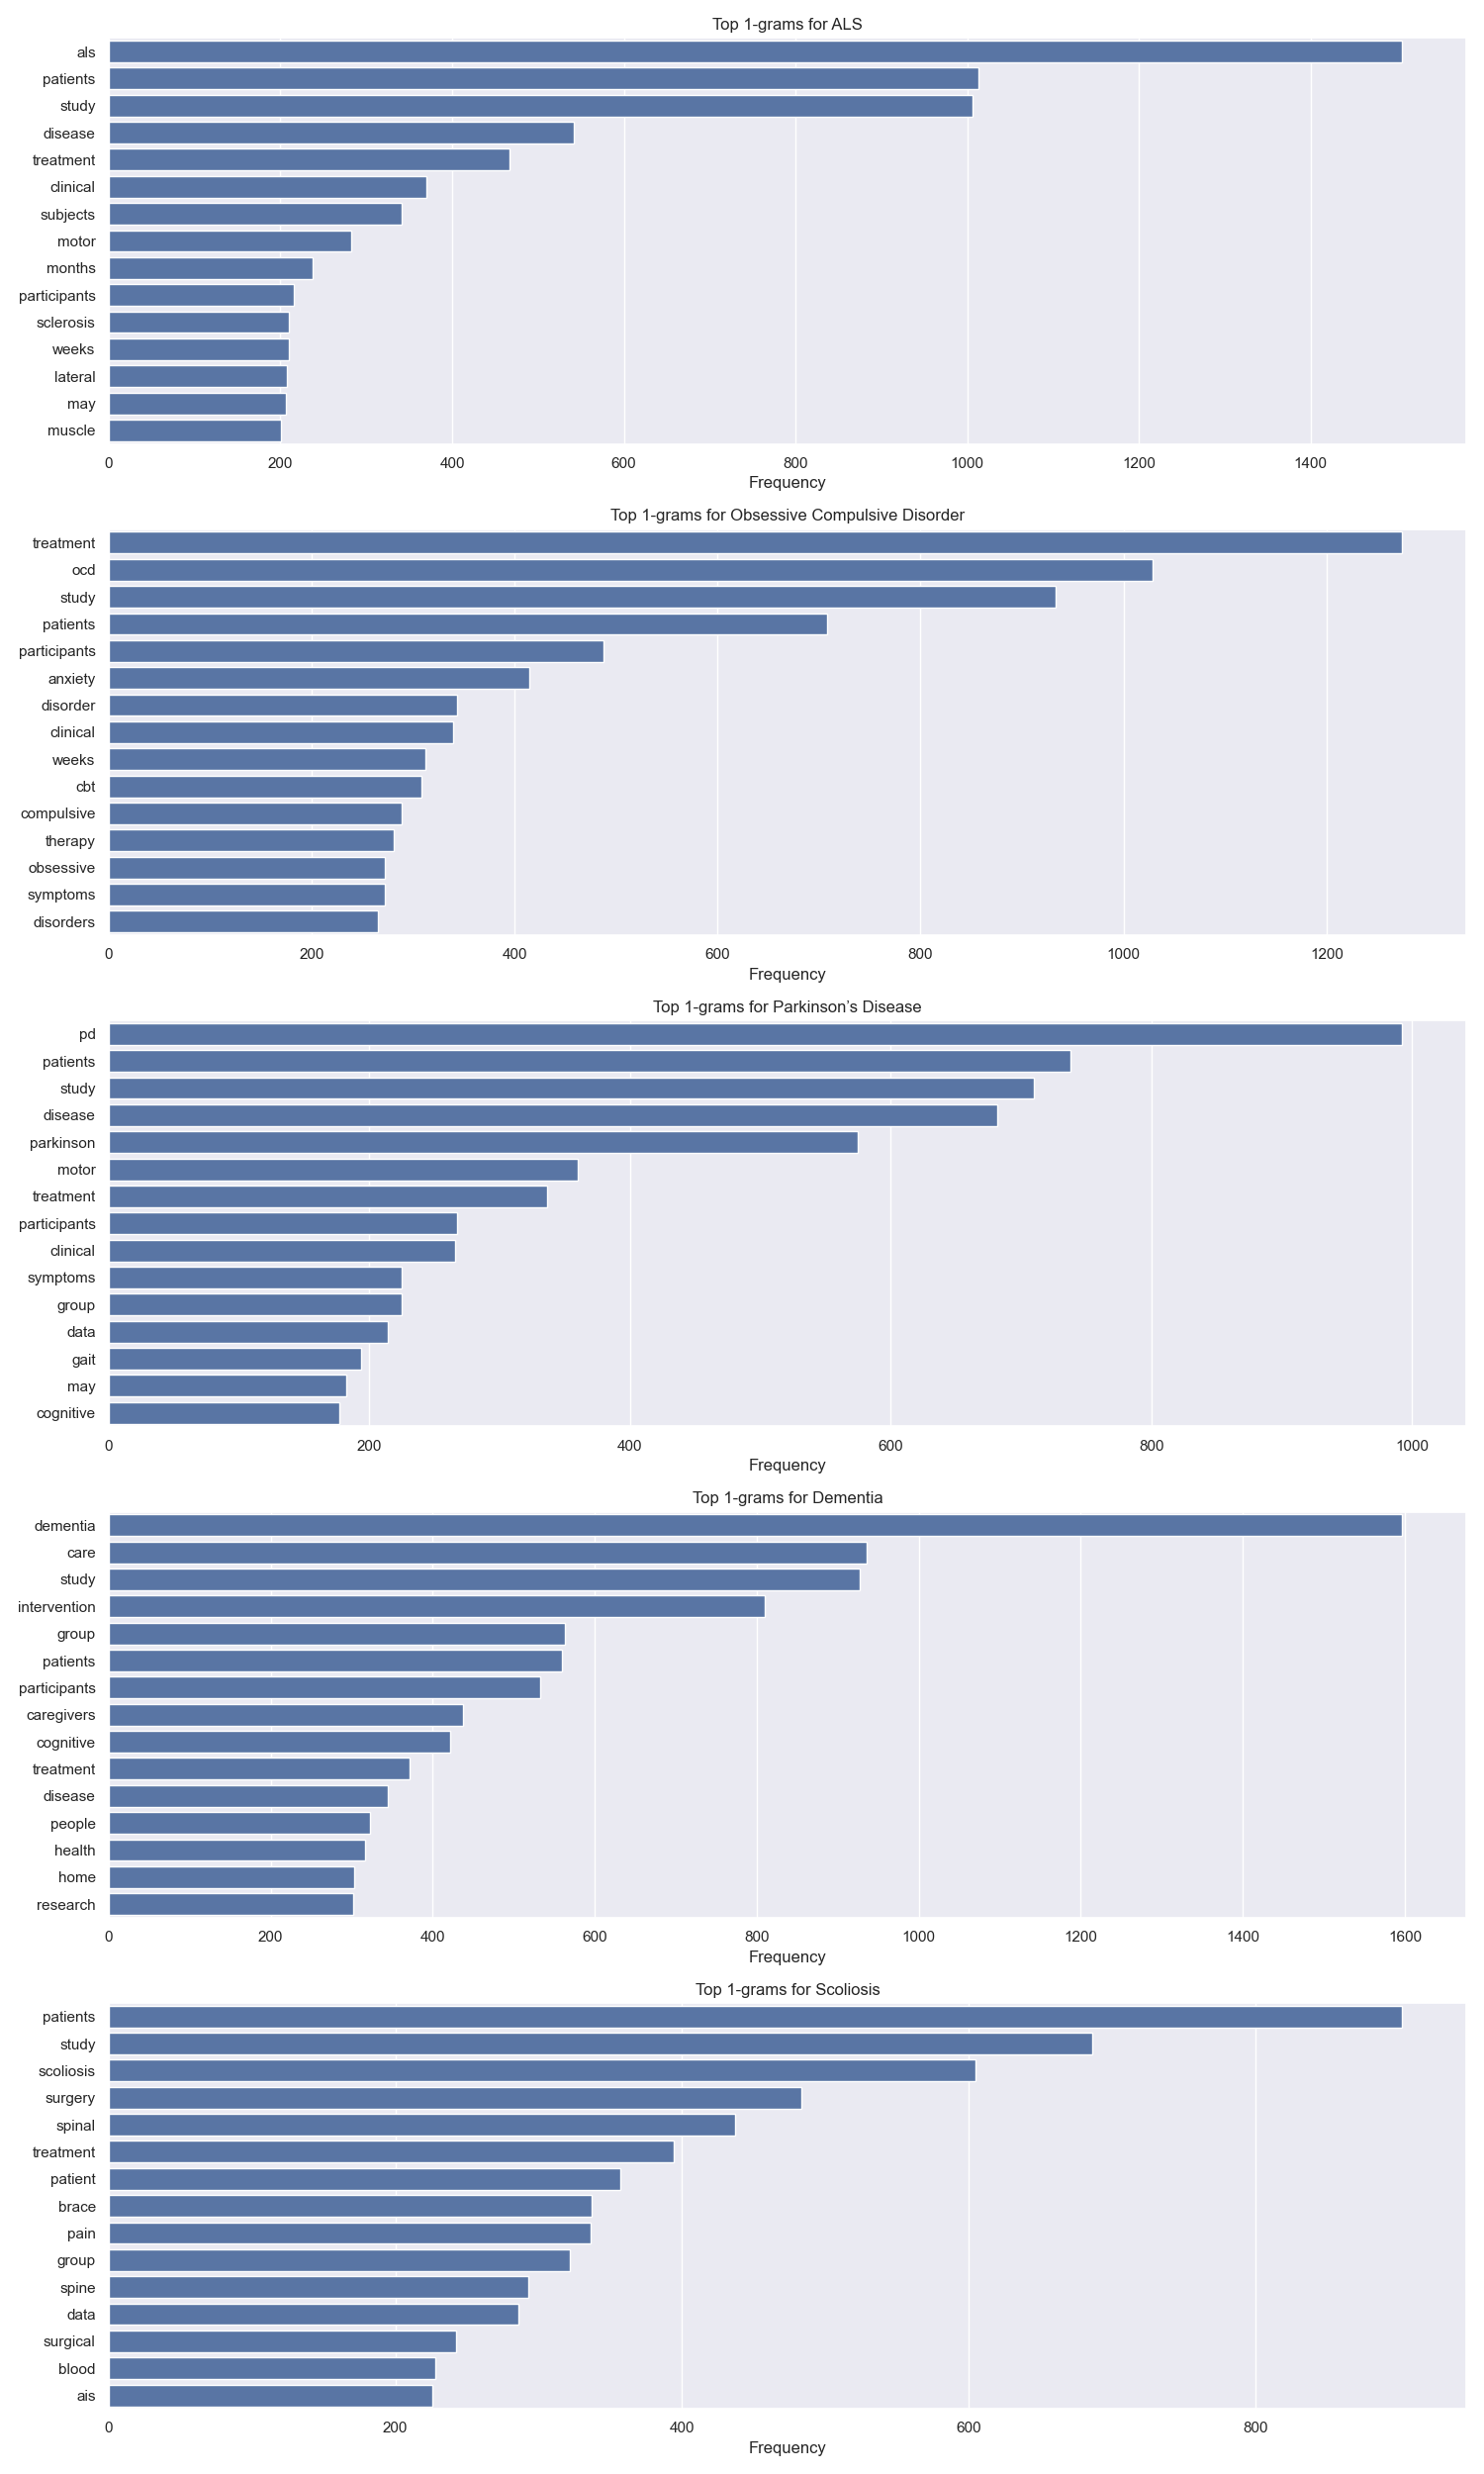 Top 1-grams for ALS
als
patients
study
disease
treatment
clinical
subjects
motor
months
participants
sclerosis
weeks
lateral
may
muscle
0 200 400 600 800 1000 1200 1400
Frequency
Top 1-grams for Obsessive Compulsive Disorder
treatment
ocd
study
patients
participants
anxiety
disorder
clinical
weeks
cbt
compulsive
therapy
obsessive
symptoms
disorders
0 200 400 600 800 1000 1200
Frequency
Top 1-grams for Parkinson’s Disease
pd
patients
study
disease
parkinson
motor
treatment
participants
clinical
symptoms
group
data
gait
may
cognitive
0 200 400 600 800 1000
Frequency
Top 1-grams for Dementia
dementia
care
study
intervention
group
patients
participants
caregivers
cognitive
treatment
disease
people
health
home
research
0 200 400 600 800 1000 1200 1400 1600
Frequency
Top 1-grams for Scoliosis
patients
study
scoliosis
surgery
spinal
treatment
patient
brace
pain
group
spine
data
surgical
blood
ais
0 200 400 600 800
Frequency